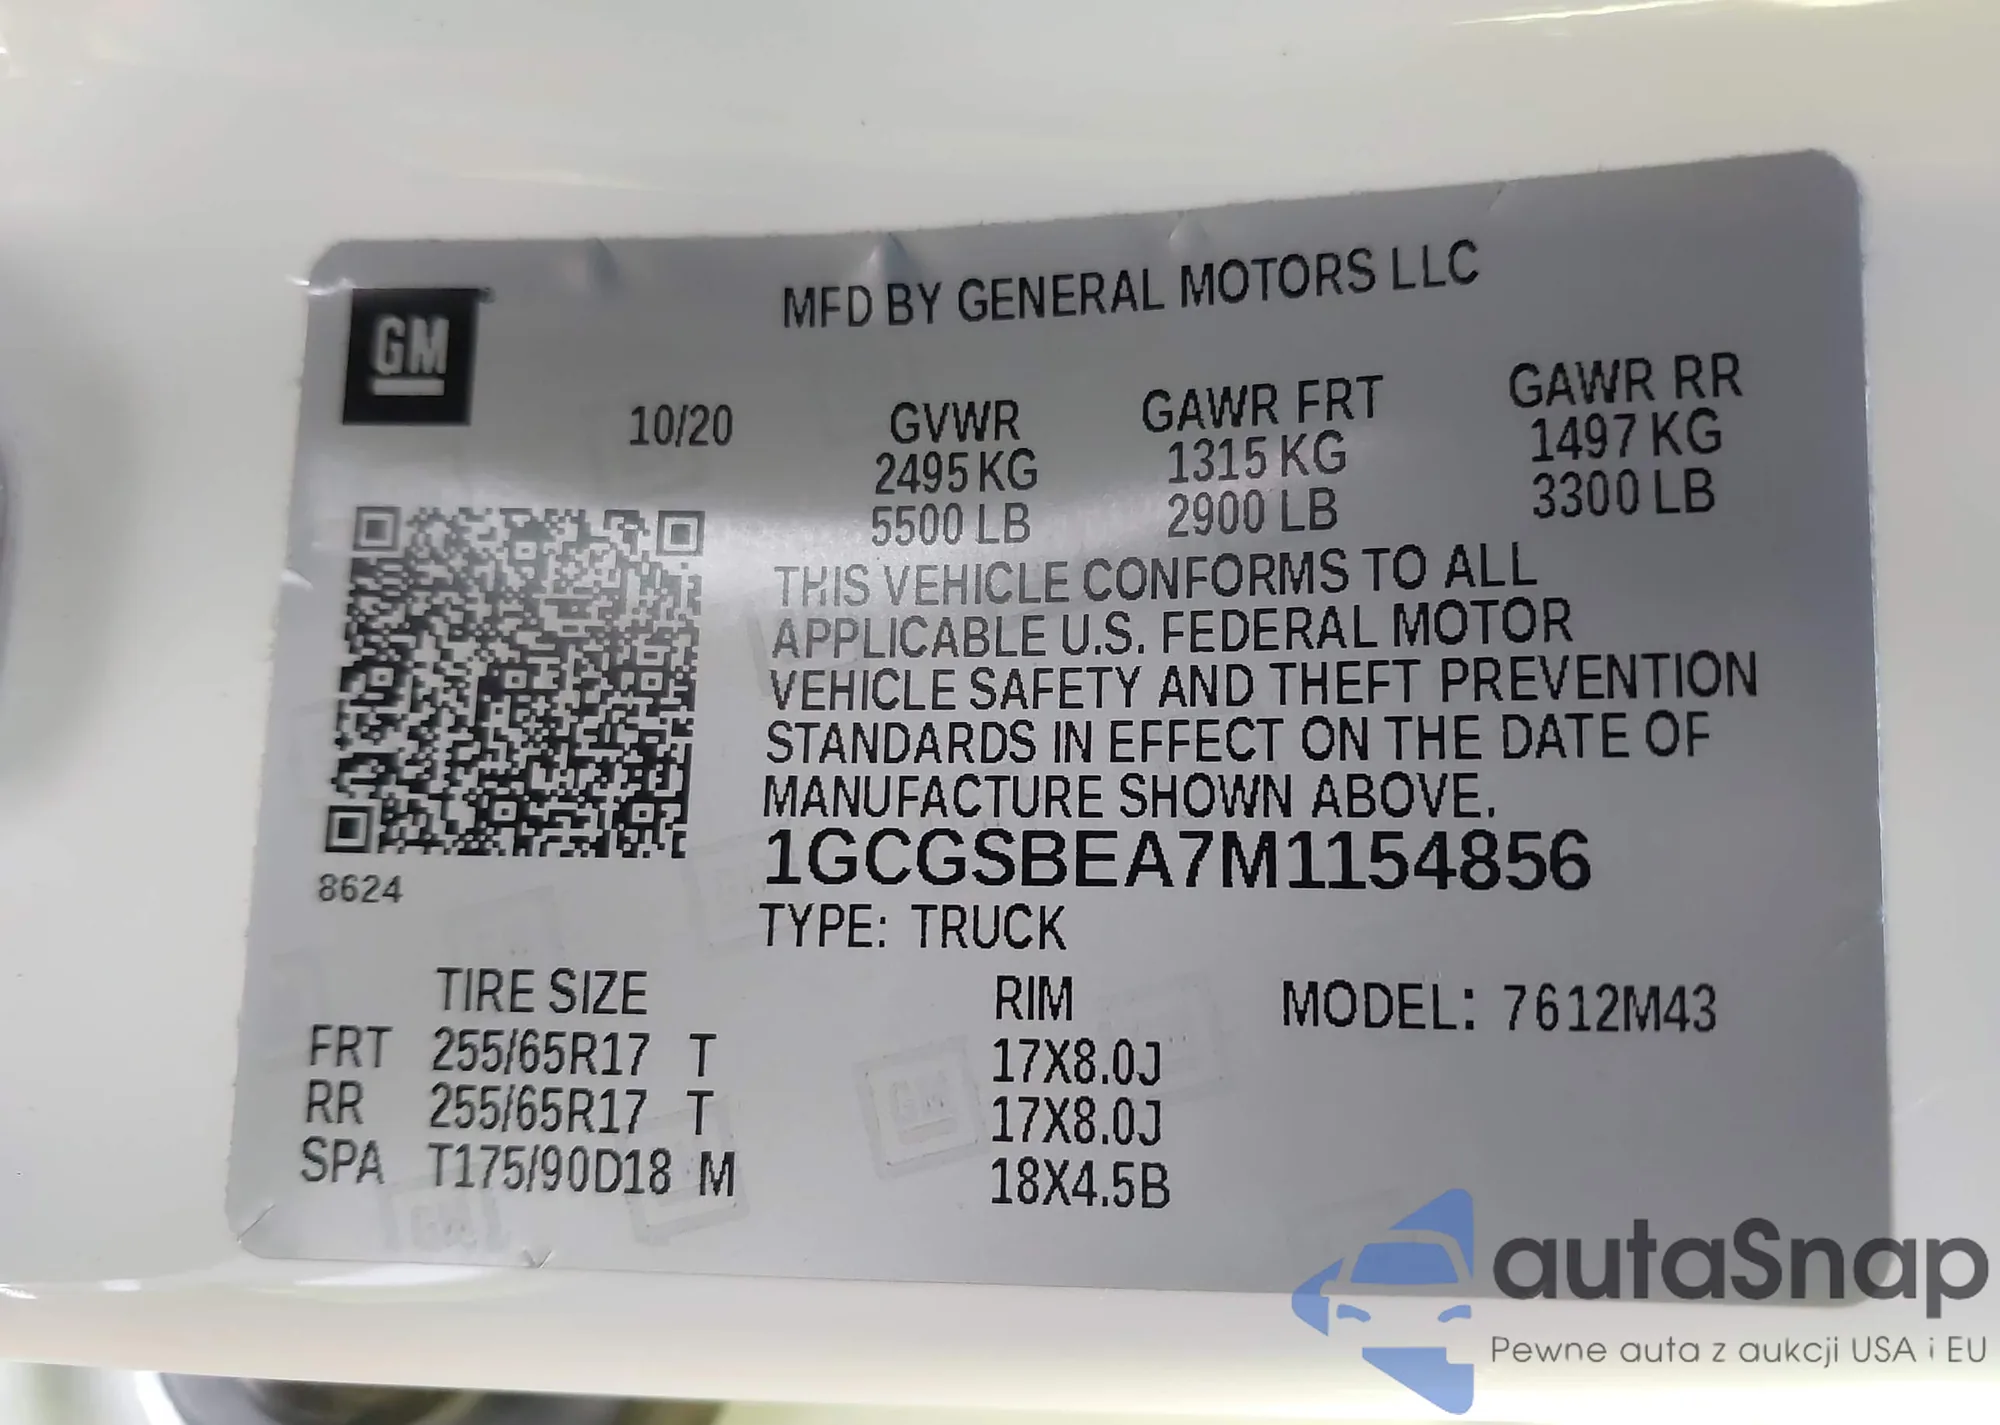 MFD BY GENERAL MOTORS LLC
GM
10/20
GVWR GAWR FRT GAWR RR
2495 KG 1315 KG 1497 KG
5500 LB 2900 LB 3300 LB
THIS VEHICLE CONFORMS TO ALL
APPLICABLE U.S. FEDERAL MOTOR
VEHICLE SAFETY AND THEFT PREVENTION
STANDARDS IN EFFECT ON THE DATE OF
MANUFACTURE SHOWN ABOVE.
1GCGSBEA7M1154856
8624
TYPE: TRUCK
TIRE SIZE RIM MODEL: 7612M43
FRT 255/65R17 T 17X8.0J
RR 255/65R17 T 17X8.0J
SPA T175/90D18 M 18X4.5B
autaSnap
Pewne auta z aukcji USA i EU